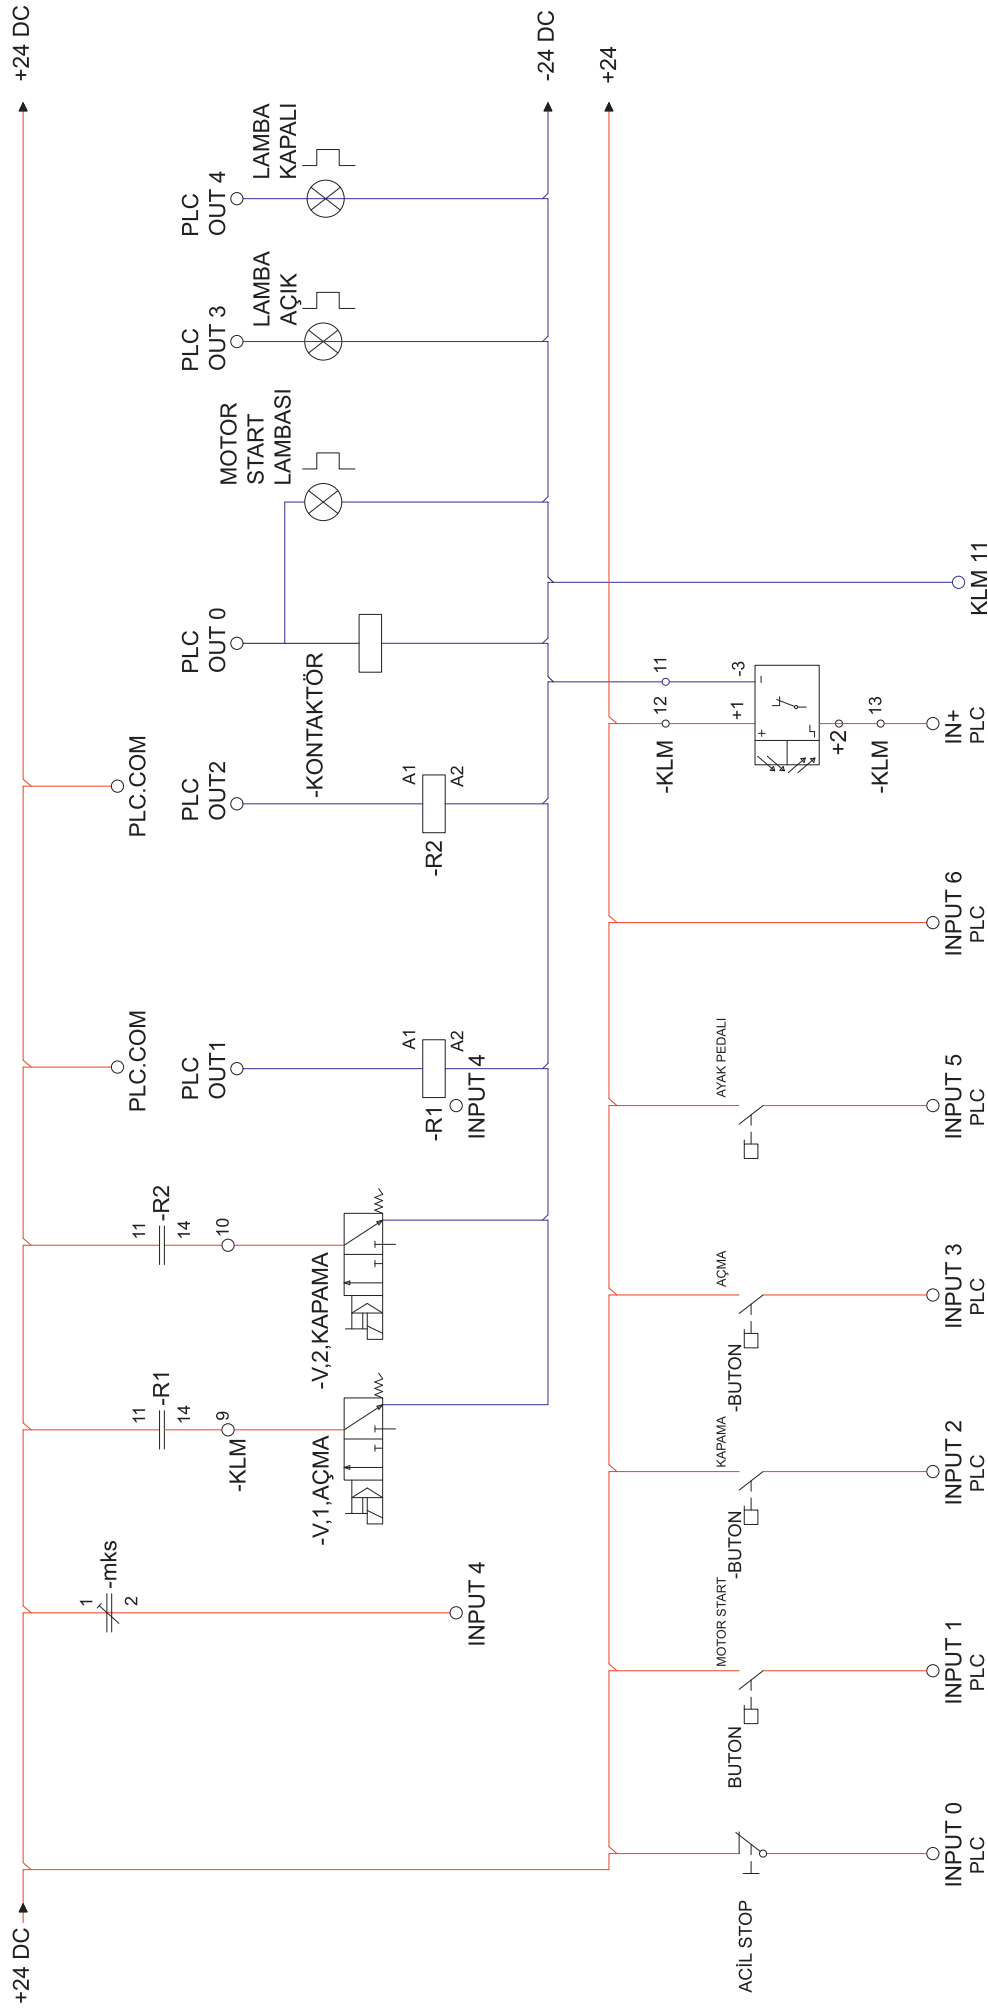 +24 DC
+24 DC
1
-mks
2
INPUT 4
11
-R1
14
9
-KLM
-V,1,AÇMA
11
-R2
14
10
-V,2,KAPAMA
PLC.COM
PLC
OUT1
A1
A2
-R1
INPUT 4
PLC.COM
PLC
OUT2
A1
A2
-R2
PLC
OUT 0
-KONTAKTÖR
MOTOR
START
LAMBASI
PLC
OUT 3
LAMBA
AÇIK
PLC
OUT 4
LAMBA
KAPALI
-24 DC
+24
ACİL STOP
INPUT 0
PLC
MOTOR START
BUTON
INPUT 1
PLC
KAPAMA
-BUTON
INPUT 2
PLC
AÇMA
-BUTON
INPUT 3
PLC
AYAK PEDALI
INPUT 5
PLC
INPUT 6
PLC
-KLM
12
11
+1
-3
+
−
+2
-KLM
13
IN+
PLC
KLM 11